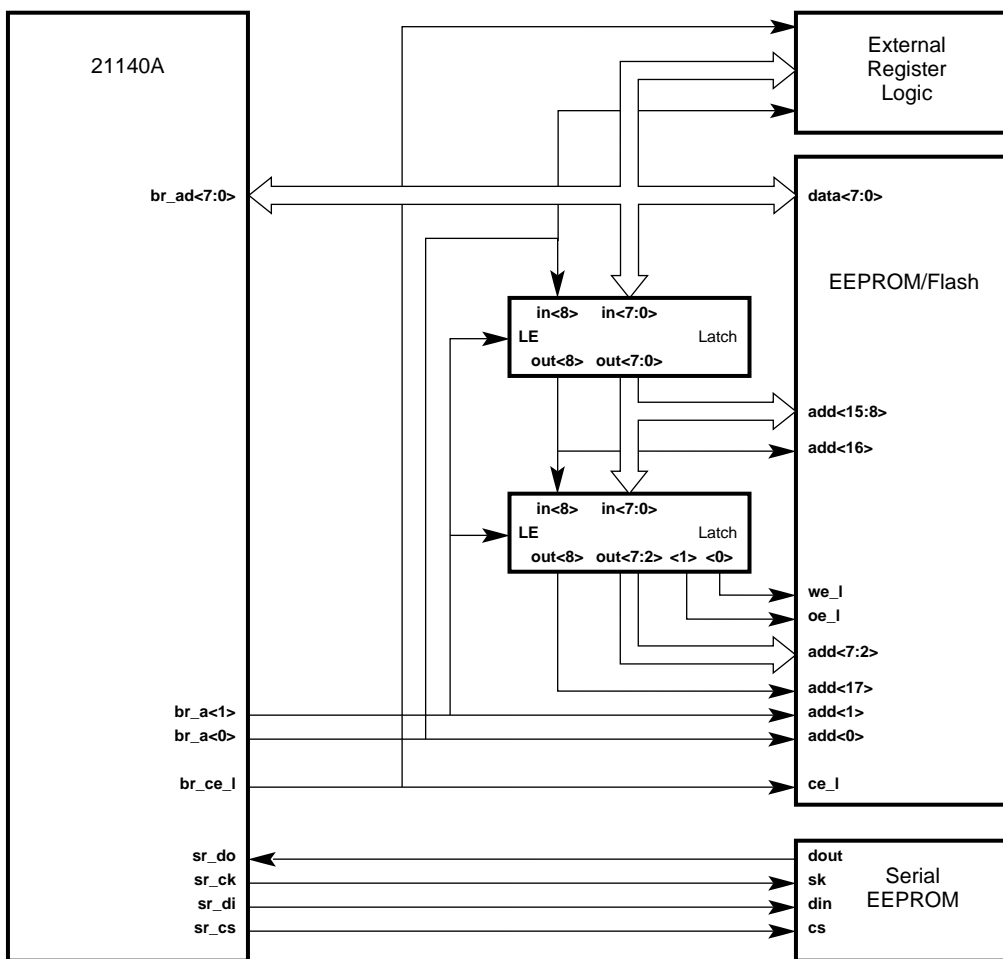 21140A
External
Register
Logic
br_ad<7:0>
data<7:0>
EEPROM/Flash
in<8> in<7:0>
LE Latch
out<8> out<7:0>
add<15:8>
add<16>
in<8> in<7:0>
LE Latch
out<8> out<7:2> <1> <0>
we_l
oe_l
add<7:2>
add<17>
br_a<1> add<1>
br_a<0> add<0>
br_ce_l ce_l
sr_do dout
sr_ck sk
sr_di din
sr_cs cs
Serial
EEPROM